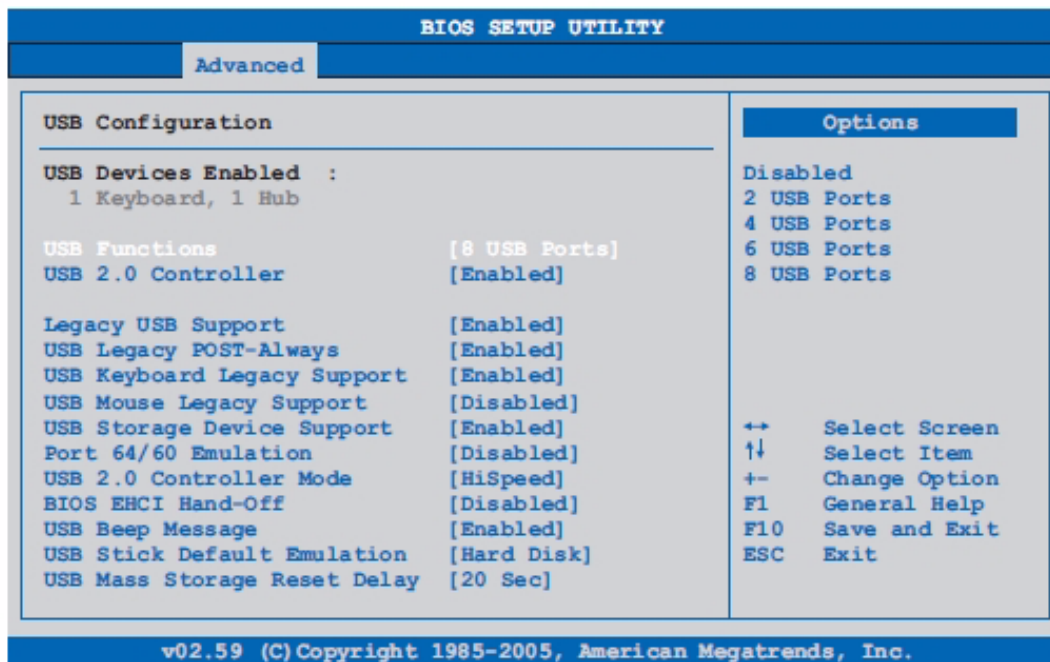 BIOS SETUP UTILITY
Advanced
USB Configuration
USB Devices Enabled :
1 Keyboard, 1 Hub
USB Functions [8 USB Ports]
USB 2.0 Controller [Enabled]
Legacy USB Support [Enabled]
USB Legacy POST-Always [Enabled]
USB Keyboard Legacy Support [Enabled]
USB Mouse Legacy Support [Disabled]
USB Storage Device Support [Enabled]
Port 64/60 Emulation [Disabled]
USB 2.0 Controller Mode [HiSpeed]
BIOS EHCI Hand-Off [Disabled]
USB Beep Message [Enabled]
USB Stick Default Emulation [Hard Disk]
USB Mass Storage Reset Delay [20 Sec]
Options
Disabled
2 USB Ports
4 USB Ports
6 USB Ports
8 USB Ports
↔ Select Screen
↑↓ Select Item
+- Change Option
F1 General Help
F10 Save and Exit
ESC Exit
v02.59 (C)Copyright 1985-2005, American Megatrends, Inc.